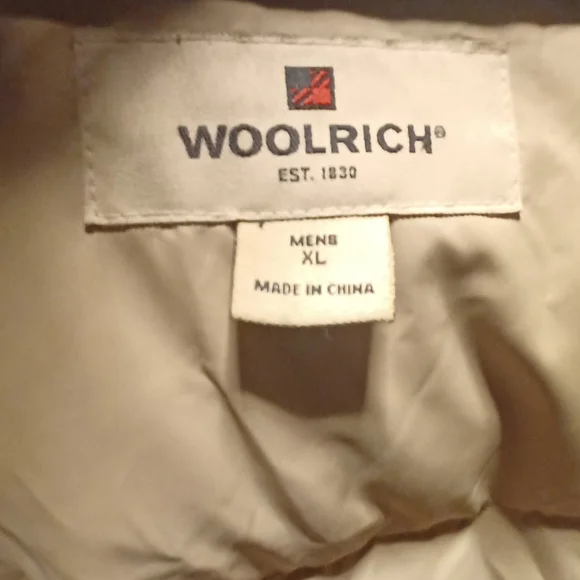 WOOLRICH®
EST. 1830
MENS
XL
MADE IN CHINA